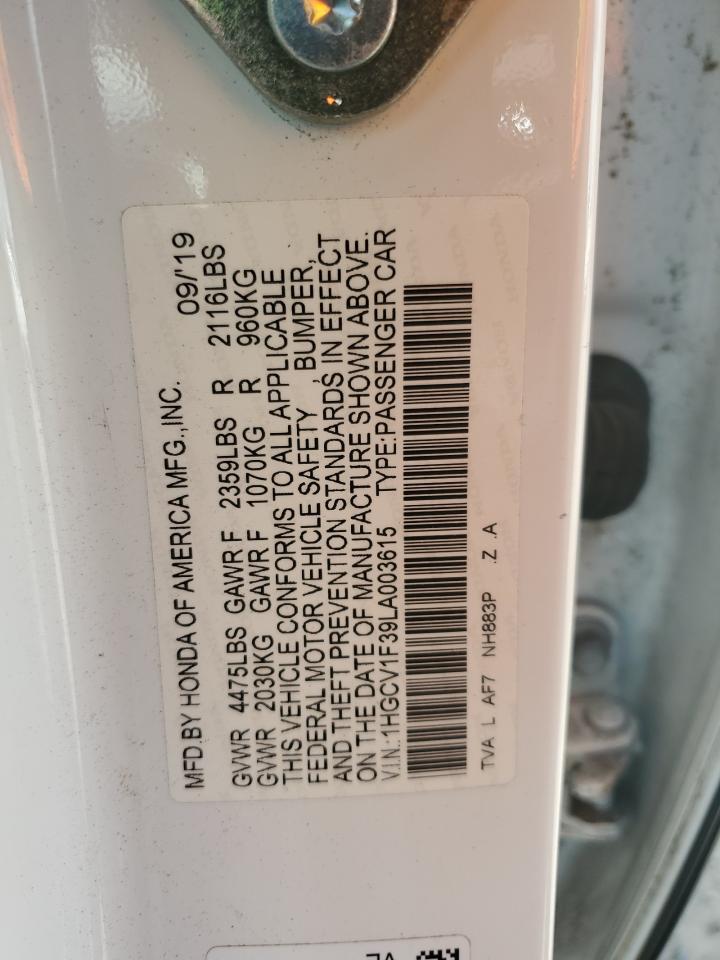 MFD.BY HONDA OF AMERICA MFG.,INC. 09/'19
GVWR 4475LBS GAWR F 2359LBS R 2116LBS
GVWR 2030KG GAWR F 1070KG R 960KG
THIS VEHICLE CONFORMS TO ALL APPLICABLE
FEDERAL MOTOR VEHICLE SAFETY , BUMPER,
AND THEFT PREVENTION STANDARDS IN EFFECT
ON THE DATE OF MANUFACTURE SHOWN ABOVE.
V.I.N.:1HGCV1F39LA003615 TYPE:PASSENGER CAR
TVA L AF7 NH883P .Z .A